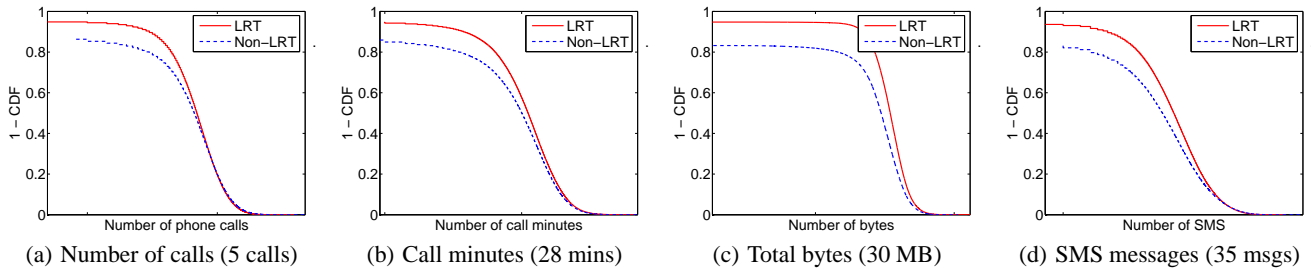 1
0.8
0.6
0.4
0.2
0
1 − CDF
LRT
Non−LRT
Number of phone calls
(a) Number of calls (5 calls)
1
0.8
0.6
0.4
0.2
0
1 − CDF
LRT
Non−LRT
Number of call minutes
(b) Call minutes (28 mins)
1
0.8
0.6
0.4
0.2
0
1 − CDF
LRT
Non−LRT
Number of bytes
(c) Total bytes (30 MB)
1
0.8
0.6
0.4
0.2
0
1 − CDF
LRT
Non−LRT
Number of SMS
(d) SMS messages (35 msgs)